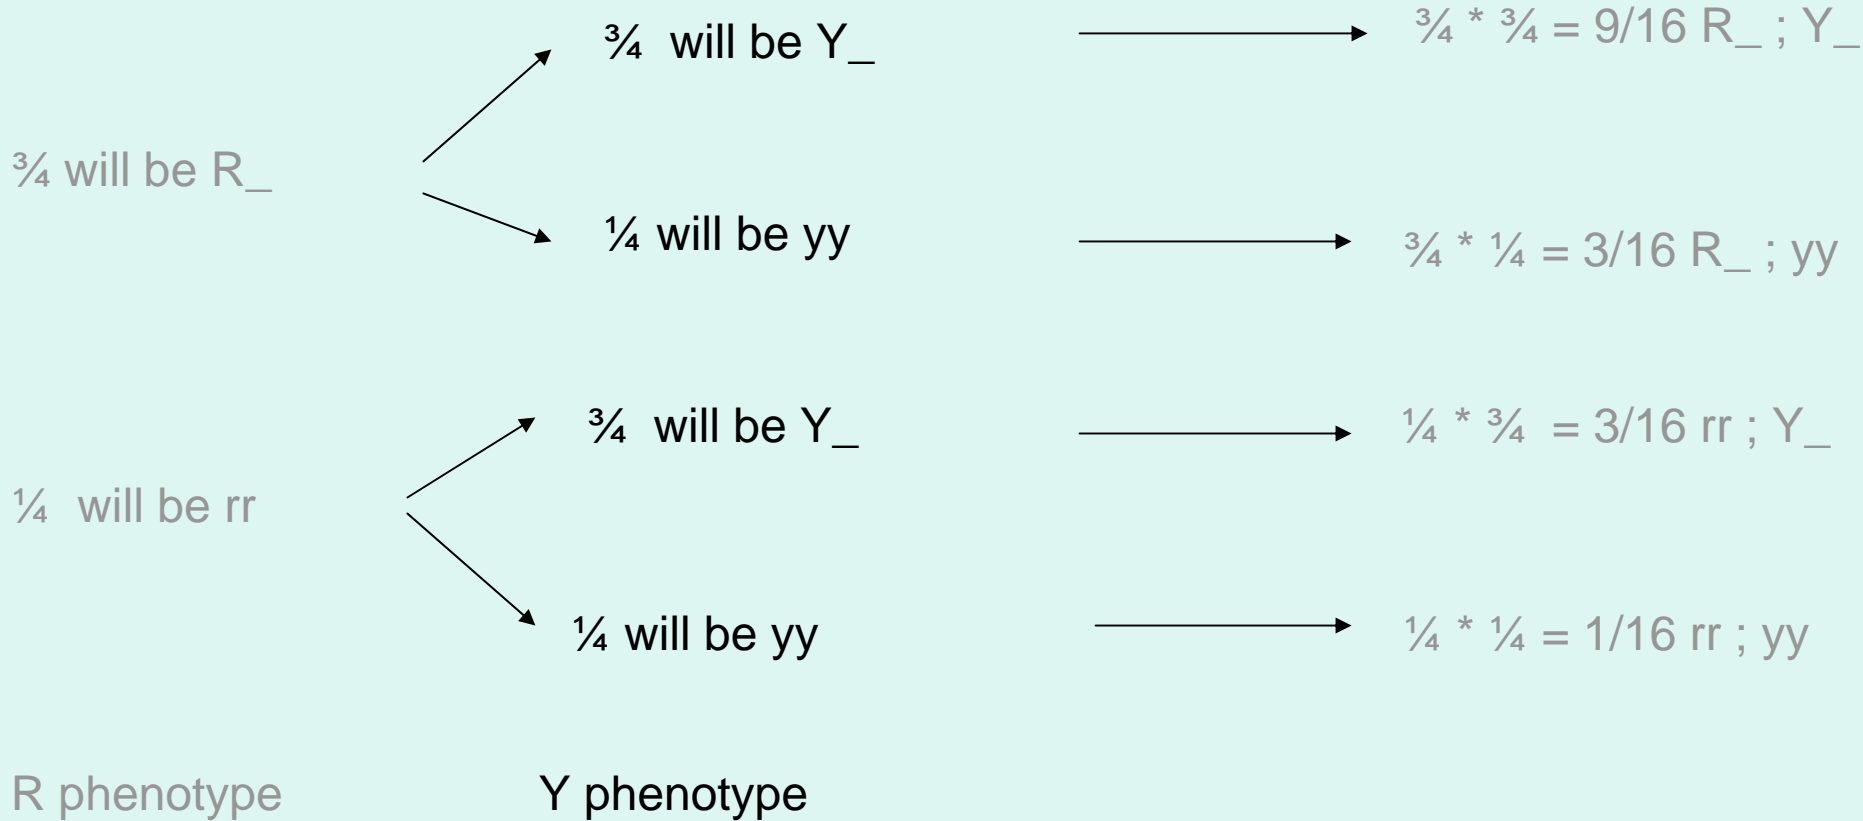 ¾ will be Y_
¾ * ¾ = 9/16 R_ ; Y_
¾ will be R_
¼ will be yy
¾ * ¼ = 3/16 R_ ; yy
¾ will be Y_
¼ * ¾ = 3/16 rr ; Y_
¼ will be rr
¼ will be yy
¼ * ¼ = 1/16 rr ; yy
R phenotype
Y phenotype